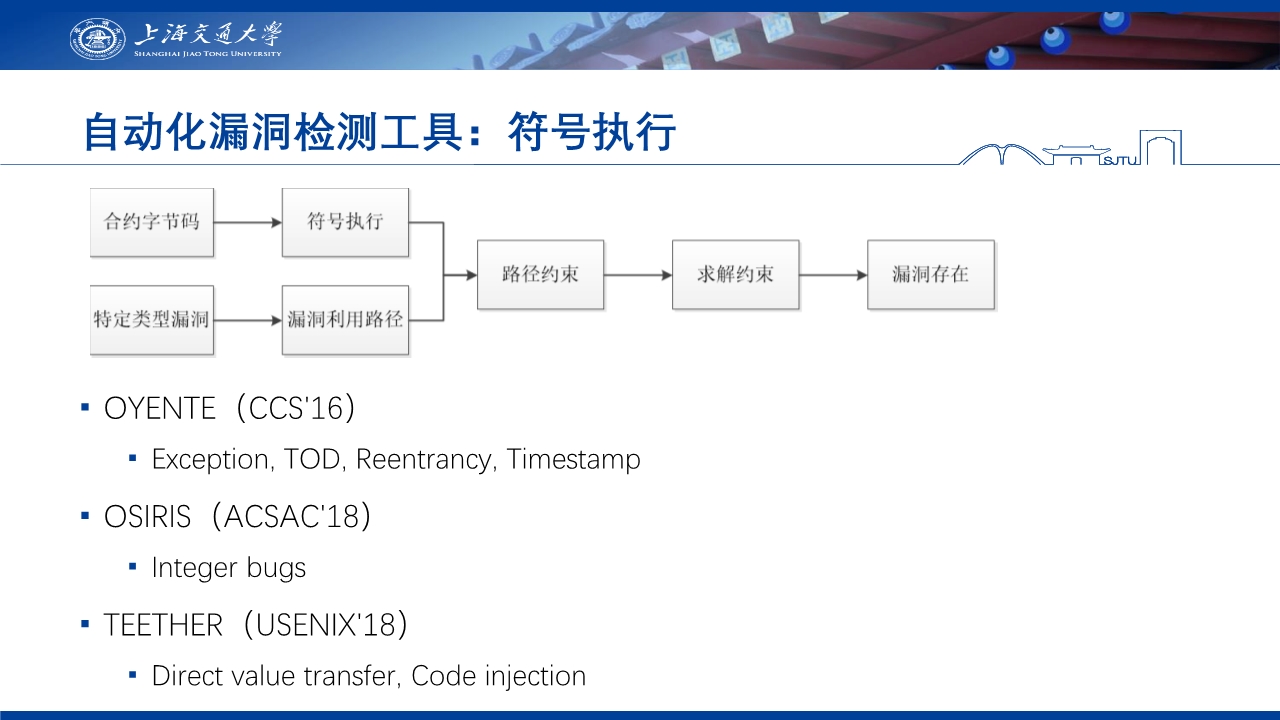 上海交通大学
SHANGHAI JIAO TONG UNIVERSITY
自动化漏洞检测工具：符号执行
SJTU
合约字节码
符号执行
特定类型漏洞
漏洞利用路径
路径约束
求解约束
漏洞存在
▪ OYENTE（CCS'16）
▪ Exception, TOD, Reentrancy, Timestamp
▪ OSIRIS（ACSAC'18）
▪ Integer bugs
▪ TEETHER（USENIX'18）
▪ Direct value transfer, Code injection